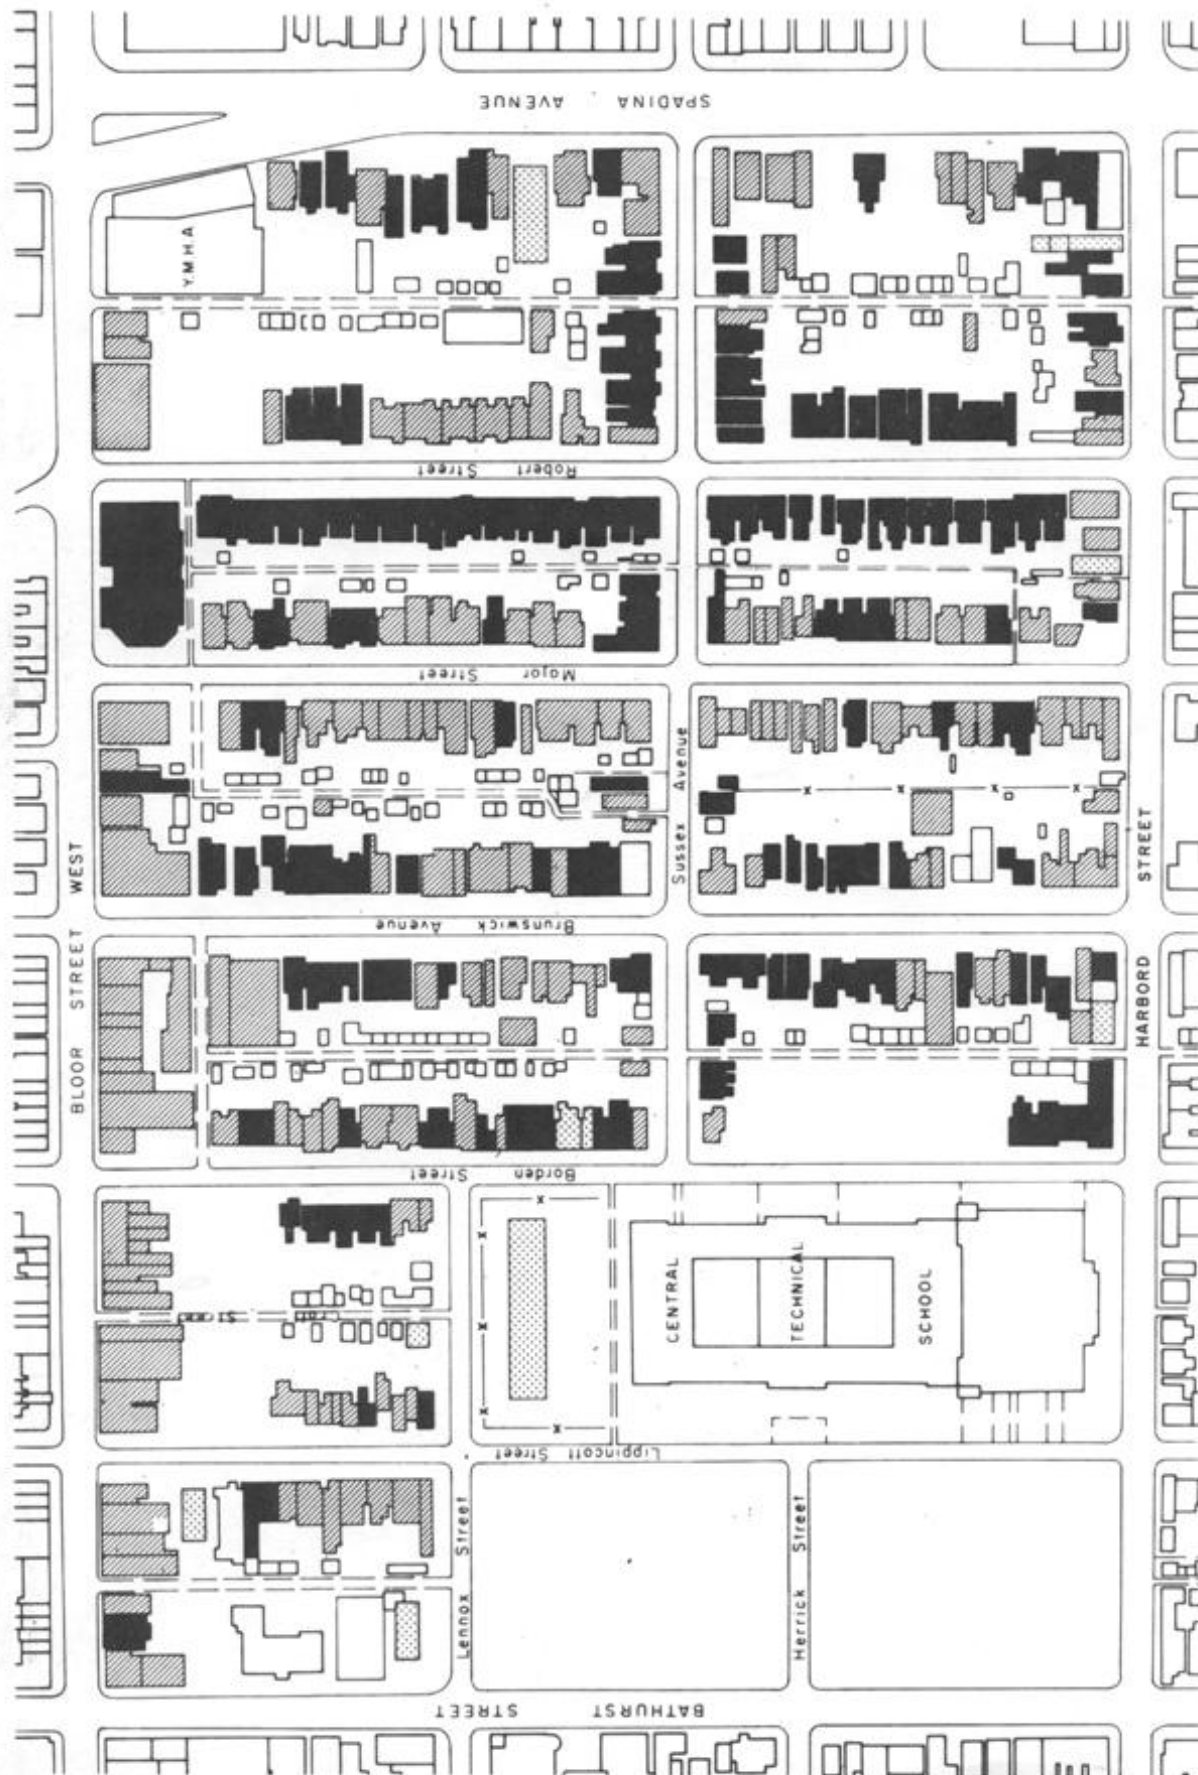 SPADINA AVENUE
Y.M.H.A
Robert Street
Major Street
Sussex Avenue
BLOOR STREET WEST
HARBORD STREET
Brunswick Avenue
Borden Street
CENTRAL
TECHNICAL
SCHOOL
Lippincott Street
Lennox Street
Herrick Street
BATHURST STREET